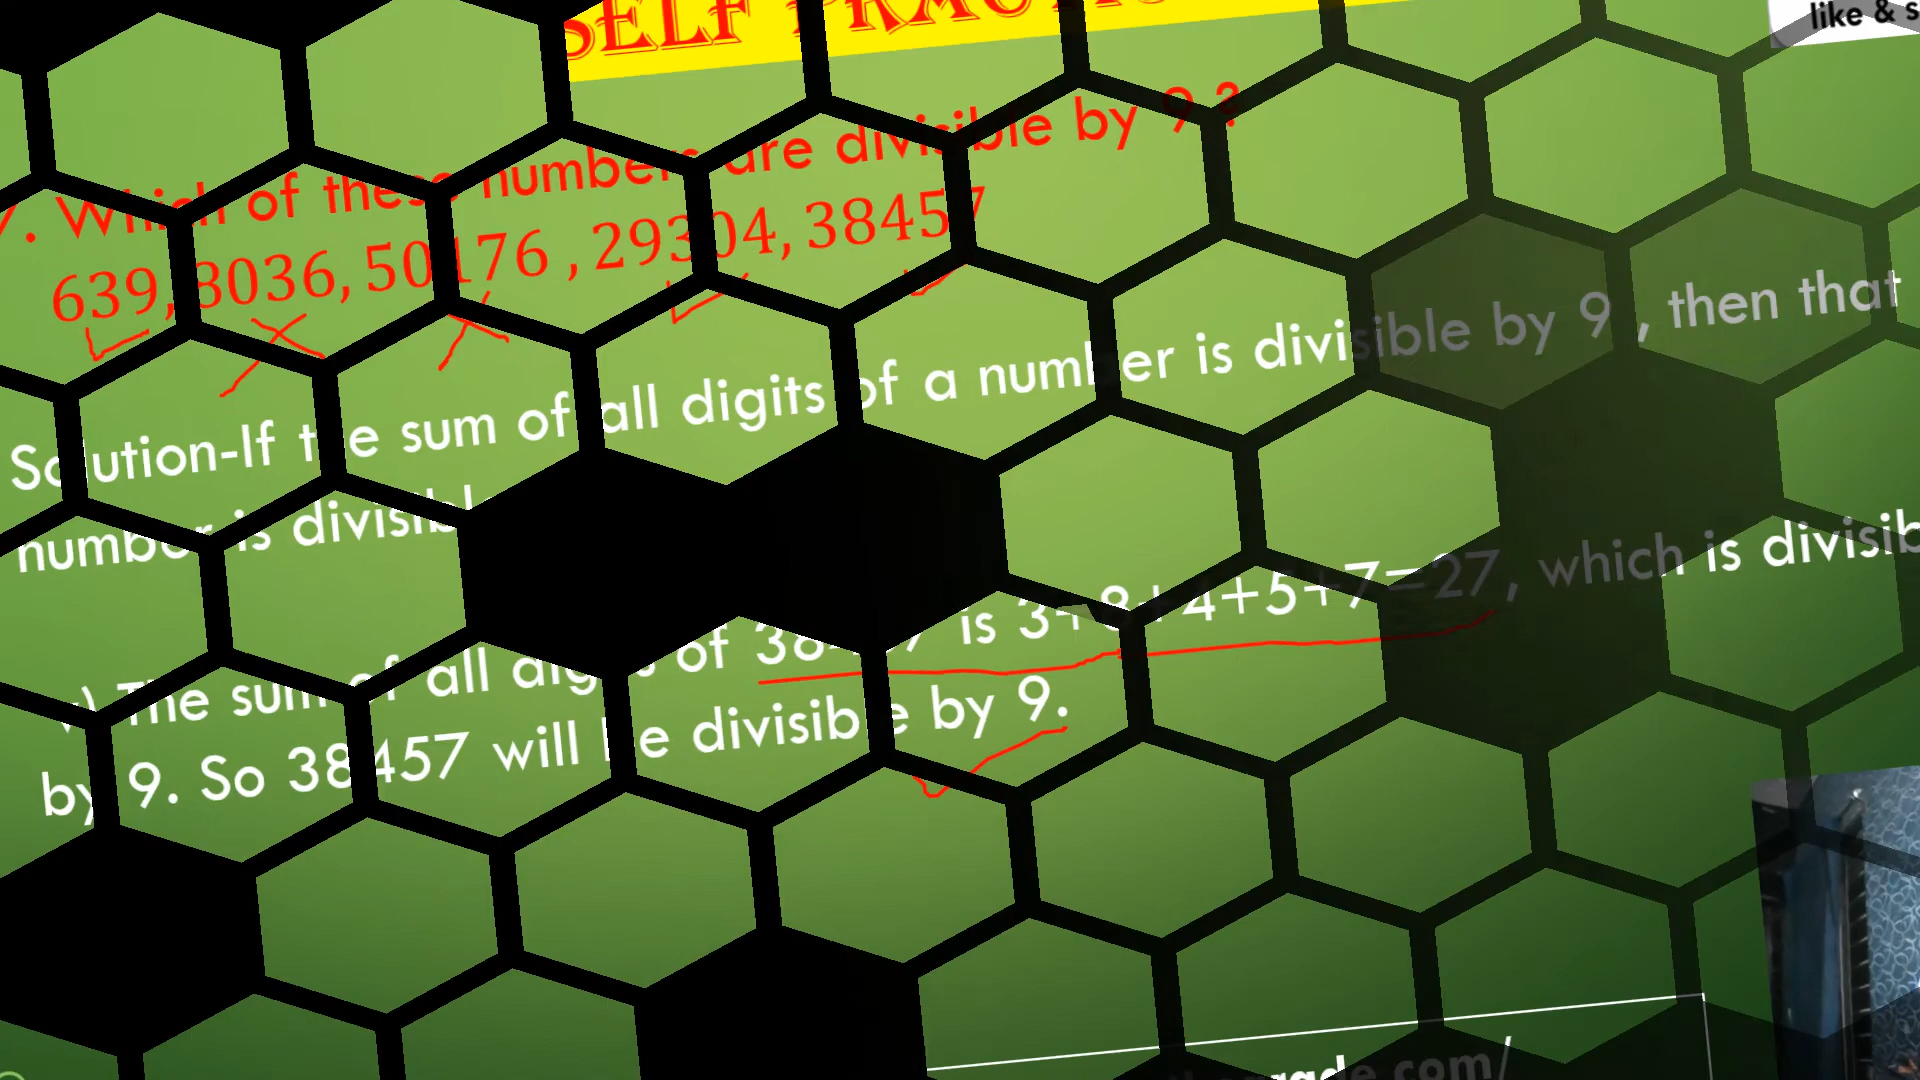 SELF
like & s
7. Which of these numbers are divisible by 9 ?
639, 8036, 50176 , 29304, 38457
Solution-If the sum of all digits of a number is divisible by 9 , then that
number is divisible
v) The sum of all digits of 38457 is 3+8+4+5+7=27, which is divisib
by 9. So 38457 will be divisible by 9.